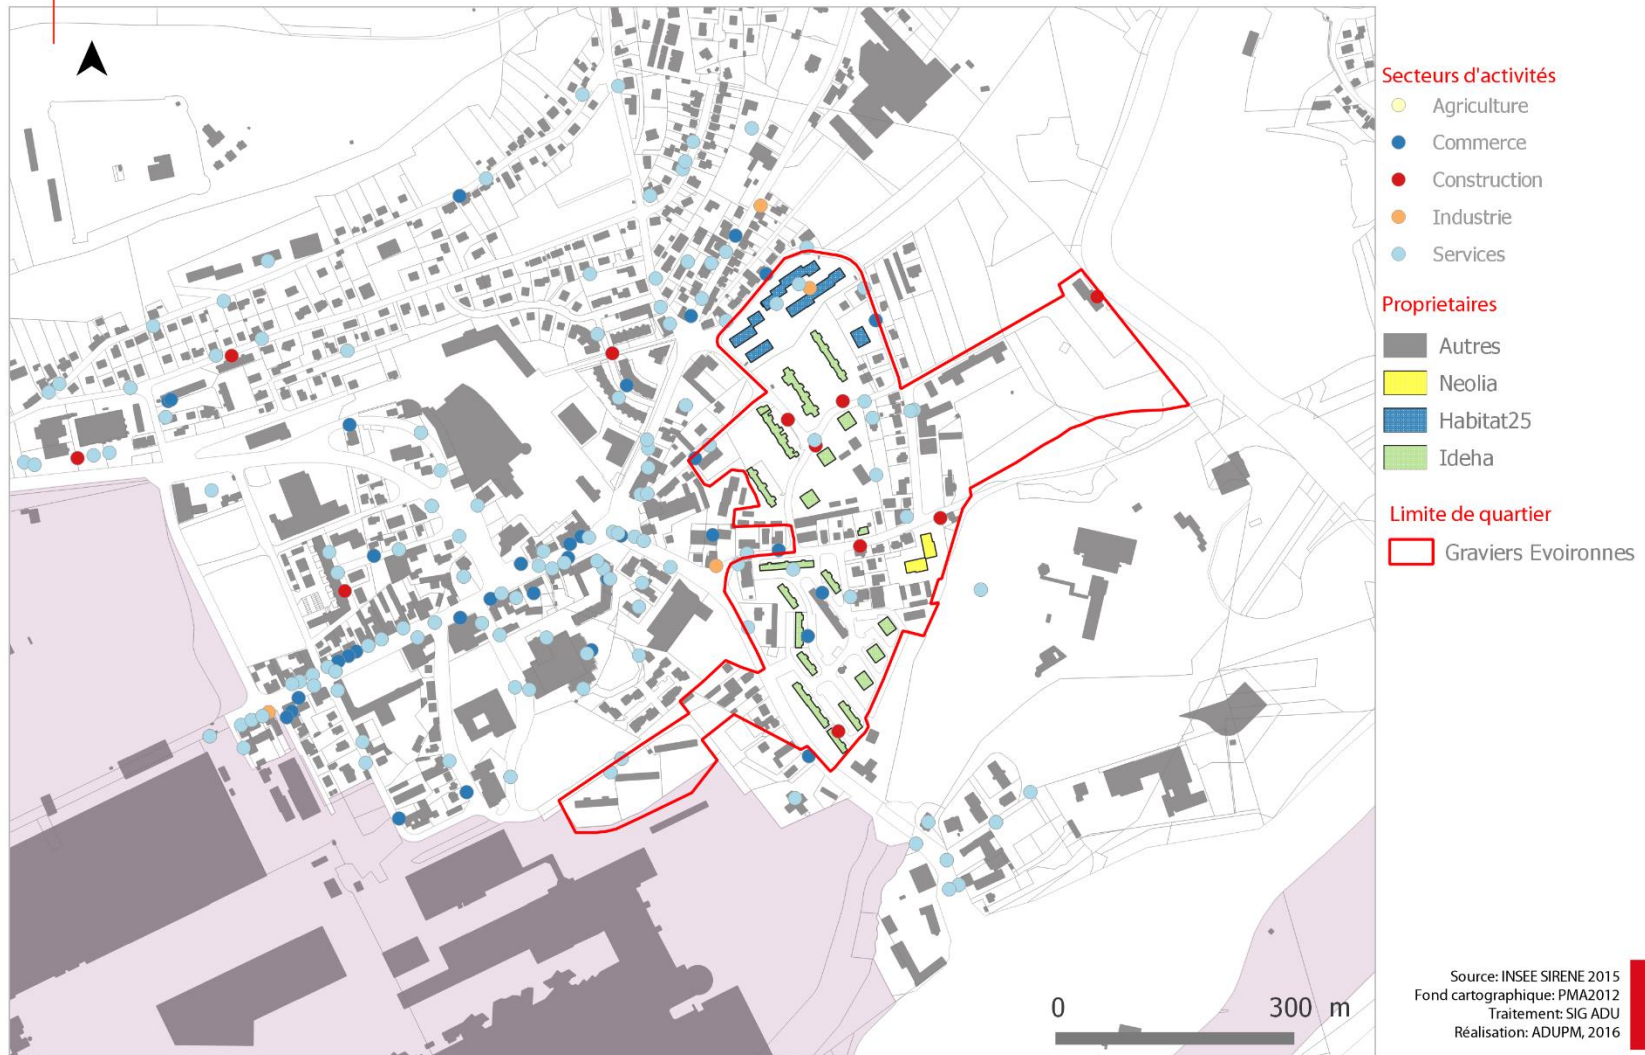 Secteurs d'activités
Agriculture
Commerce
Construction
Industrie
Services
Proprietaires
Autres
Neolia
Habitat25
Ideha
Limite de quartier
Graviers Evoironnes
0 300 m
Source: INSEE SIRENE 2015
Fond cartographique: PMA2012
Traitement: SIG ADU
Réalisation: ADUPM, 2016